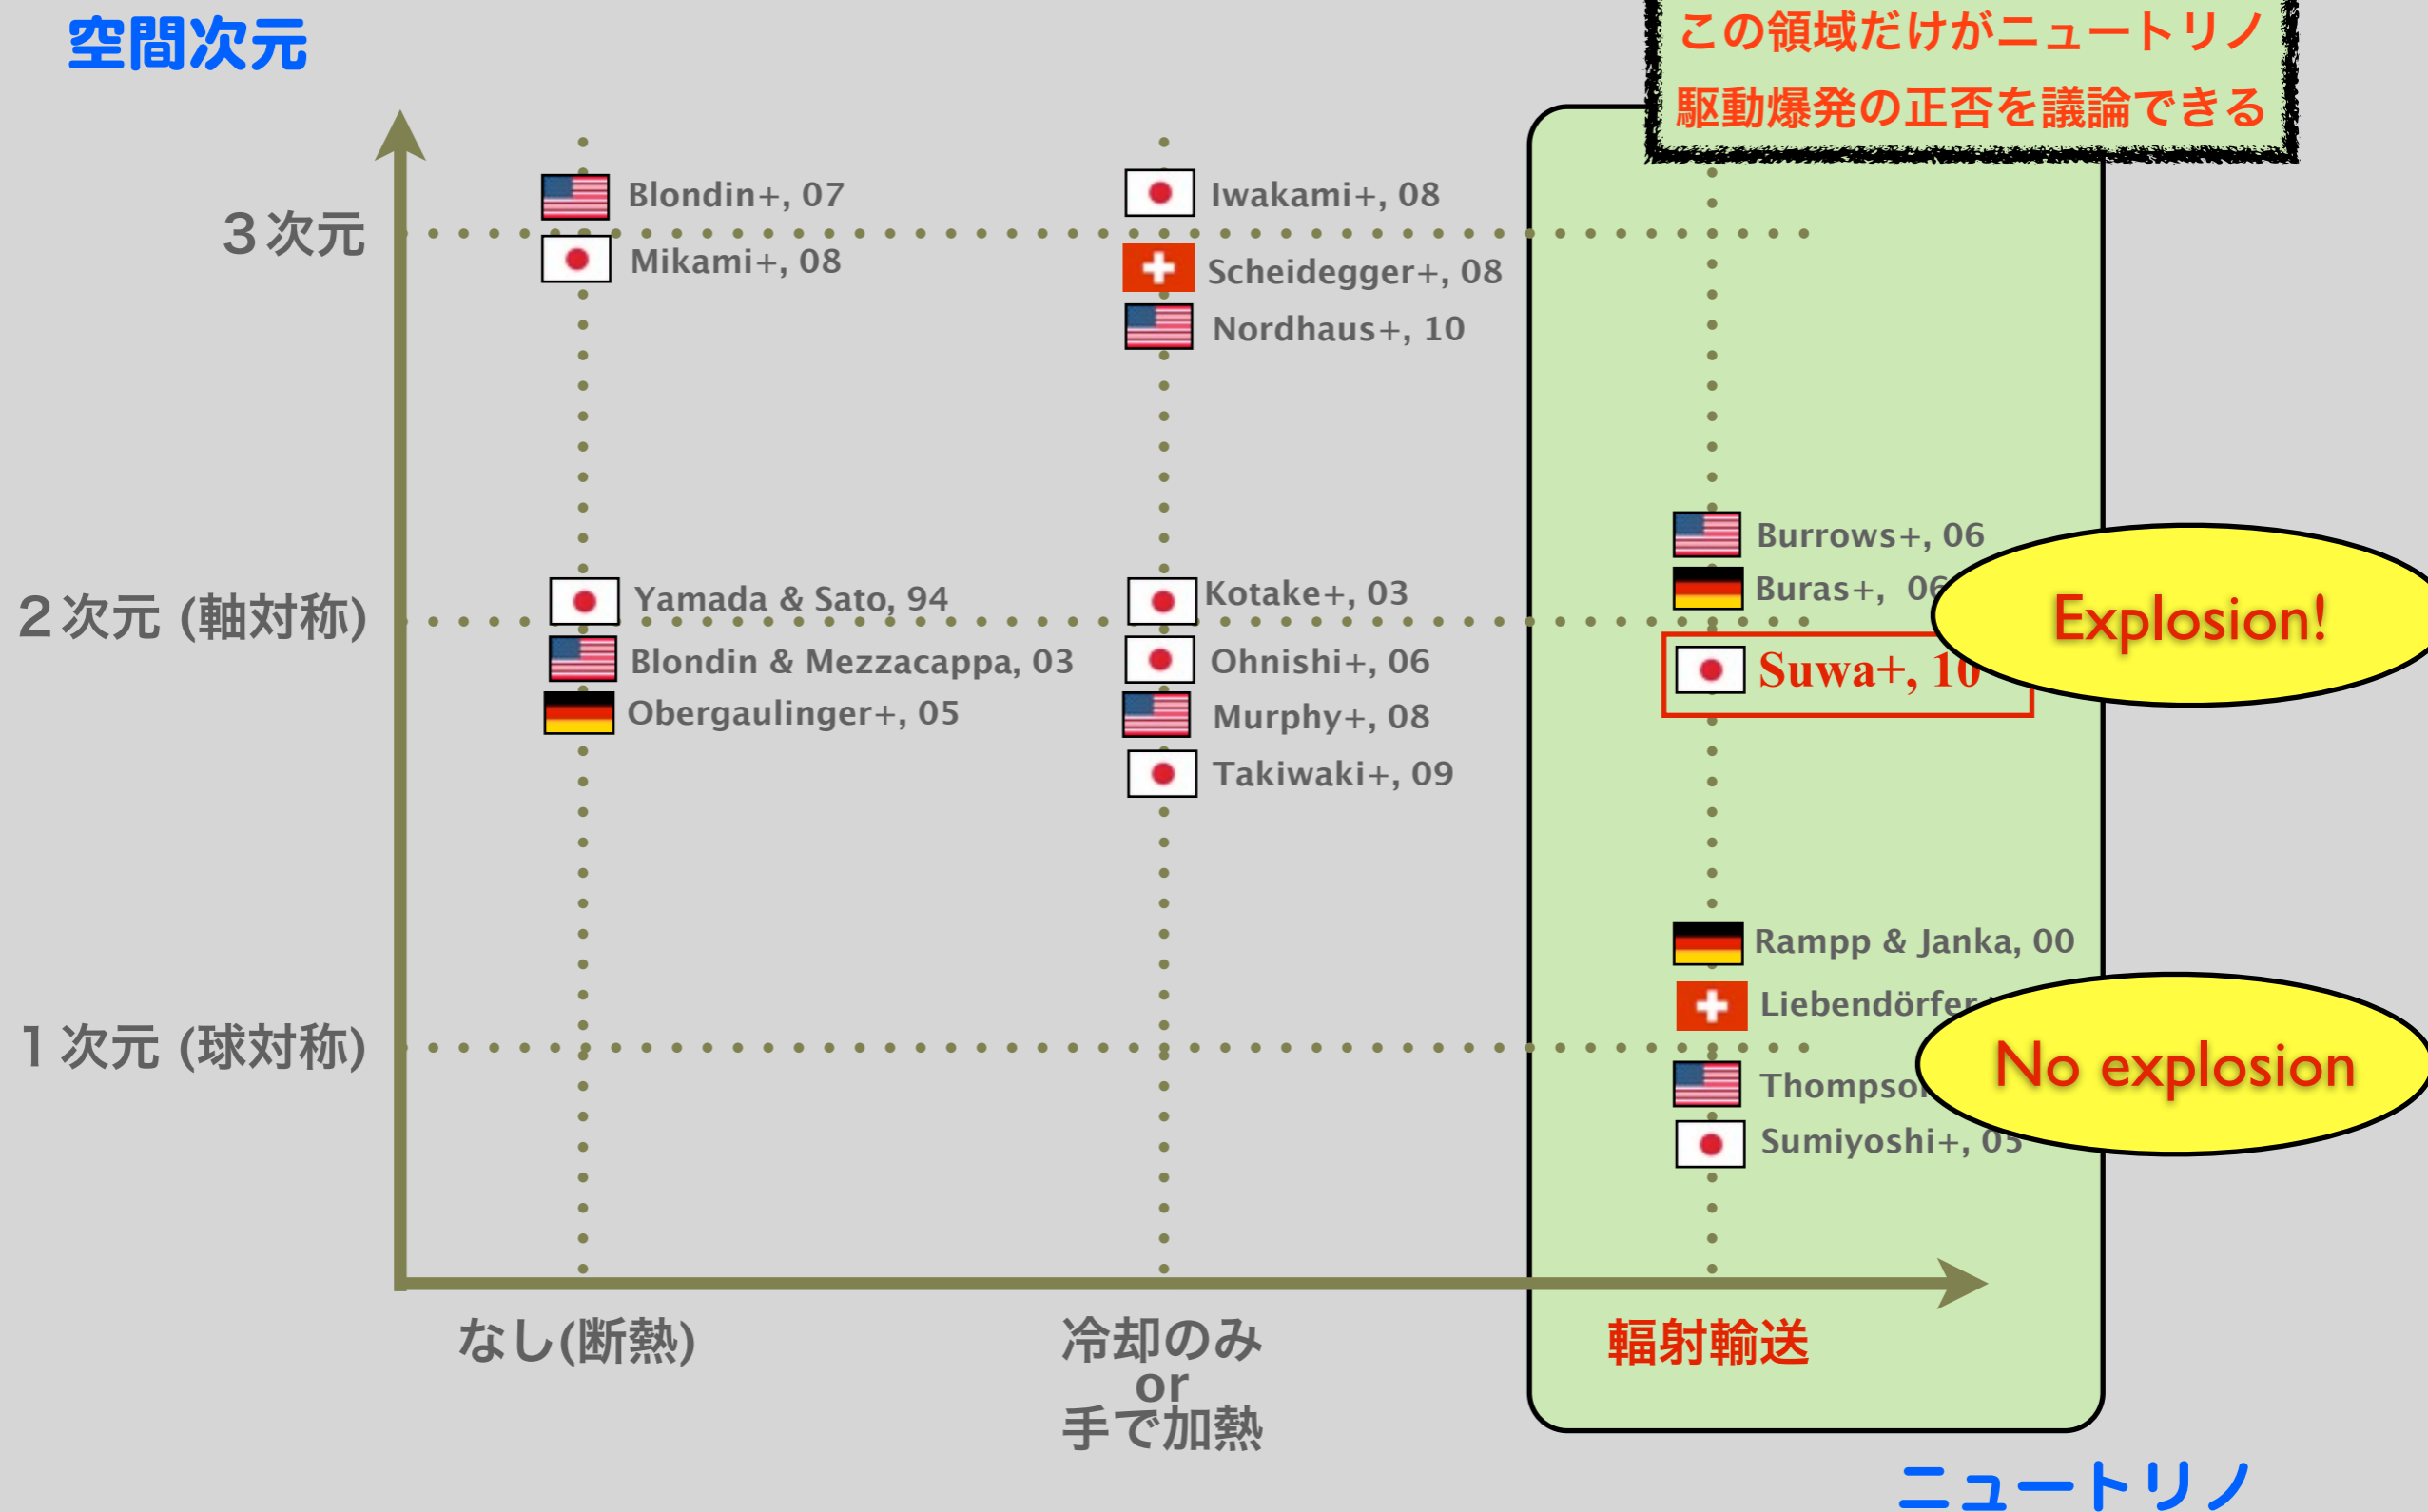 空間次元
この領域だけがニュートリノ
駆動爆発の正否を議論できる
3次元
Blondin+, 07
Mikami+, 08
Iwakami+, 08
Scheidegger+, 08
Nordhaus+, 10
2次元 (軸対称)
Yamada & Sato, 94
Blondin & Mezzacappa, 03
Obergaulinger+, 05
Kotake+, 03
Ohnishi+, 06
Murphy+, 08
Takiwaki+, 09
Burrows+, 06
Buras+, 06
Suwa+, 10
Explosion!
1次元 (球対称)
Rampp & Janka, 00
Liebendörfer
Sumiyoshi+, 05
No explosion
なし(断熱)
冷却のみ
or
手で加熱
輻射輸送
ニュートリノ